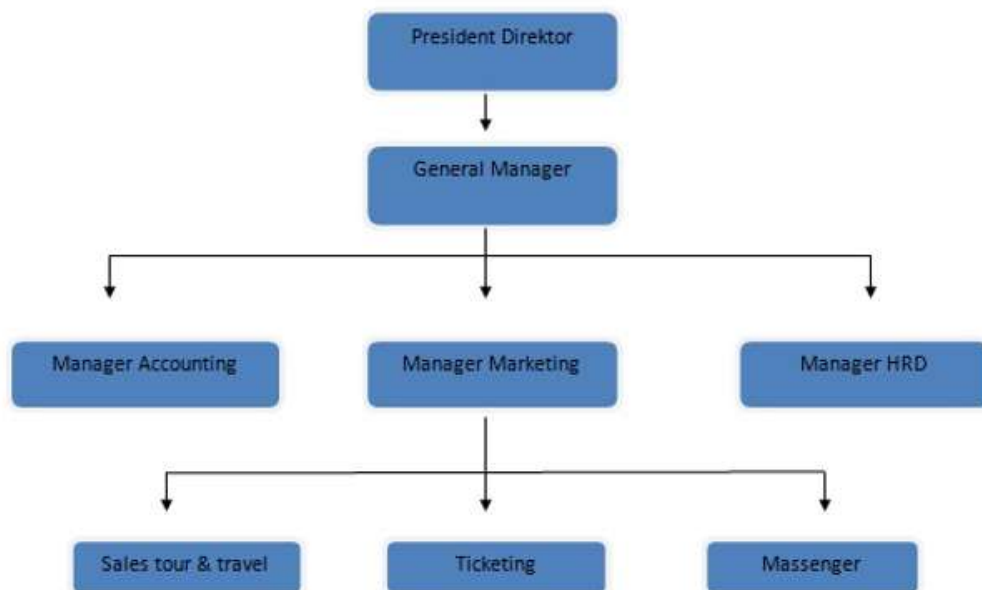 President Direktor
General Manager
Manager Accounting
Manager Marketing
Manager HRD
Sales tour & travel
Ticketing
Massenger